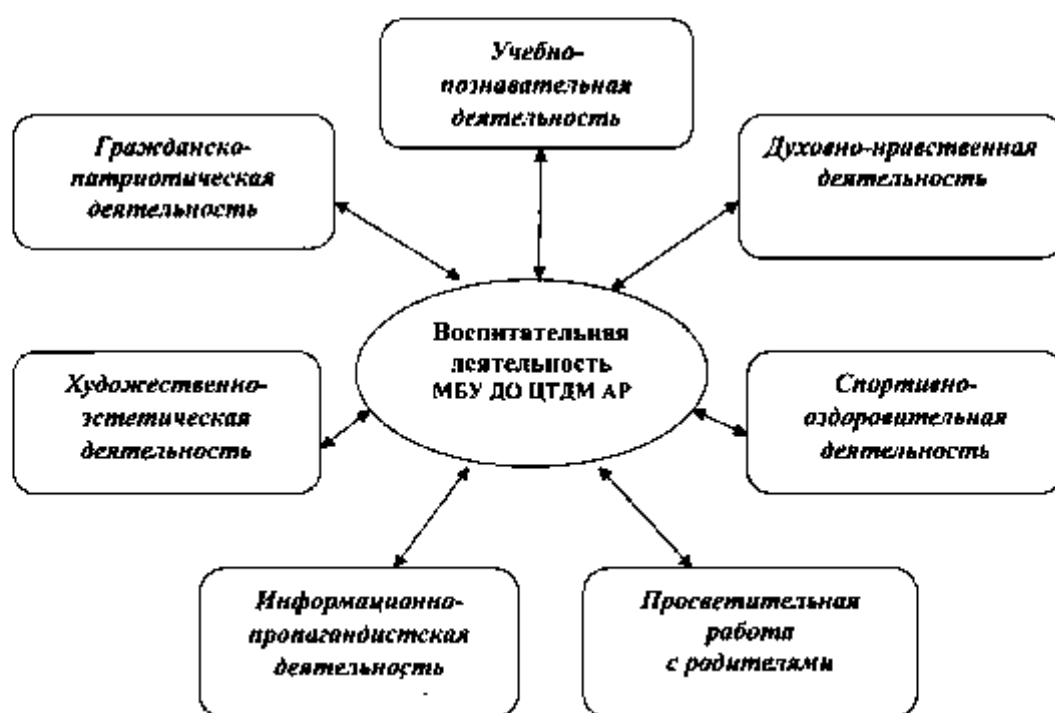 Учебно-
познавательная
деятельность
Гражданско-
патриотическая
деятельность
Духовно-нравственная
деятельность
Воспитательная
деятельность
МБУ ДО ЦТДМ АР
Художественно-
эстетическая
деятельность
Спортивно-
оздоровительная
деятельность
Информационно-
пропагандистская
деятельность
Просветительная
работа
с родителями